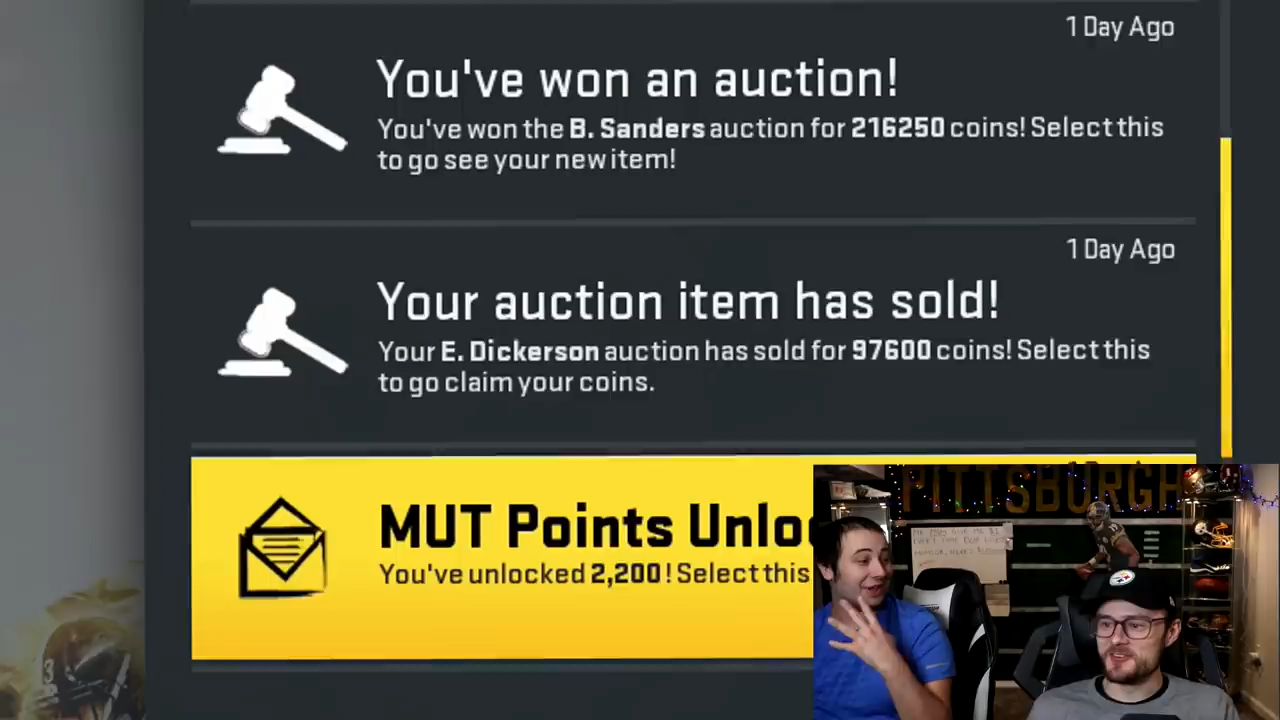 1 Day Ago
You've won an auction!
You've won the B. Sanders auction for 216250 coins! Select this
to go see your new item!
1 Day Ago
Your auction item has sold!
Your E. Dickerson auction has sold for 97600 coins! Select this
to go claim your coins.
MUT Points Unlo
You've unlocked 2,200! Select this
PITTSBURGH